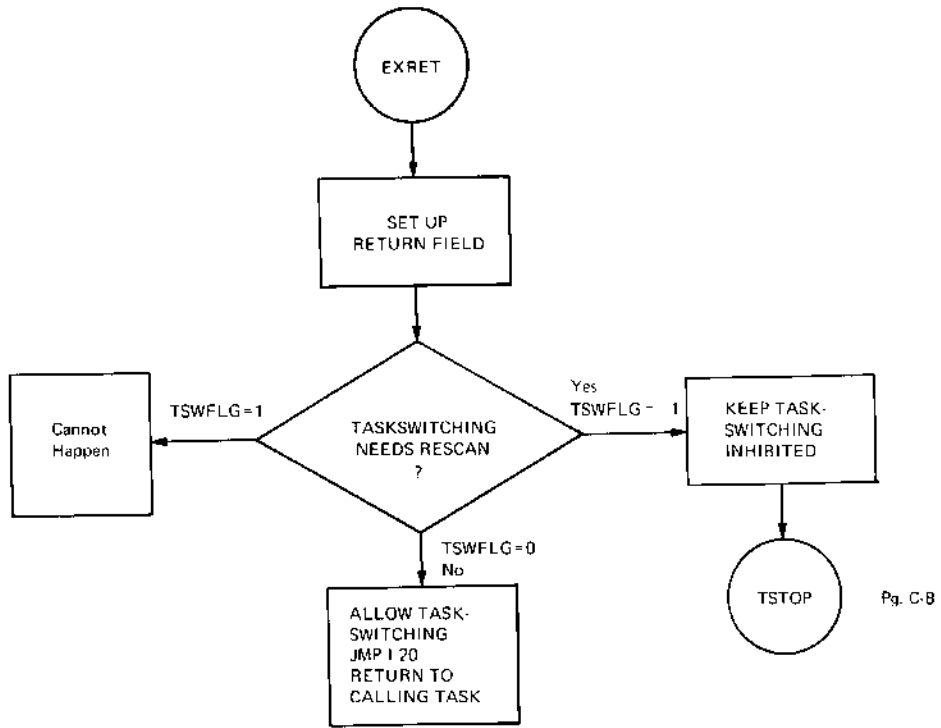 EXRET
SET UP
RETURN FIELD
TSWFLG=1
Cannot
Happen
TASKSWITCHING
NEEDS RESCAN
?
Yes
TSWFLG = 1
KEEP TASK-
SWITCHING
INHIBITED
TSWFLG=0
No
ALLOW TASK-
SWITCHING
JMP I 20
RETURN TO
CALLING TASK
TSTOP
Pg. C-8